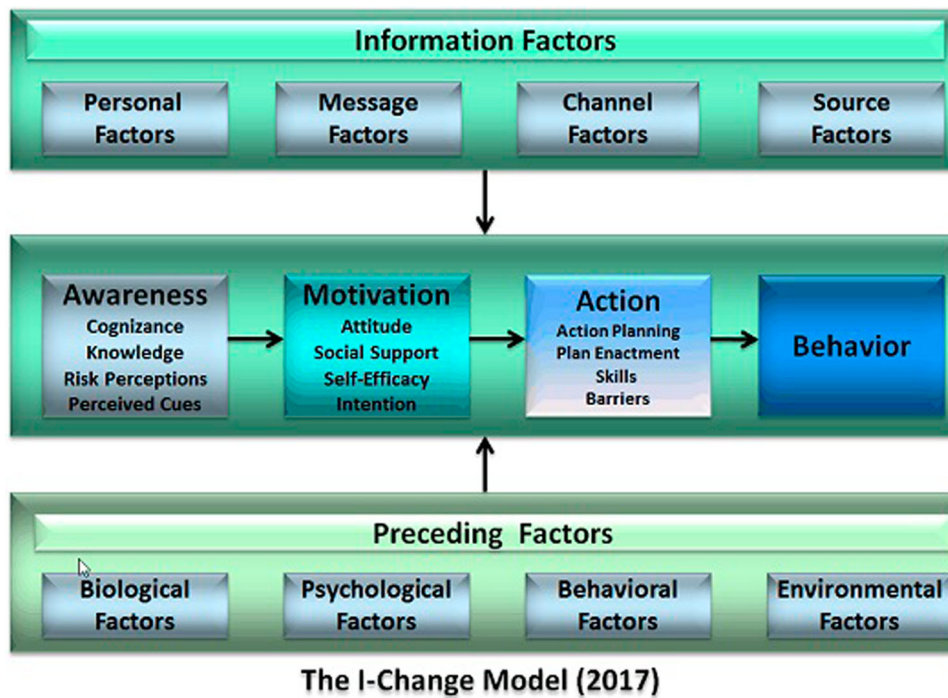 Information Factors
Personal Factors
Message Factors
Channel Factors
Source Factors
Awareness
Cognizance
Knowledge
Risk Perceptions
Perceived Cues
Motivation
Attitude
Social Support
Self-Efficacy
Intention
Action
Action Planning
Plan Enactment
Skills
Barriers
Behavior
Preceding Factors
Biological Factors
Psychological Factors
Behavioral Factors
Environmental Factors
The I-Change Model (2017)